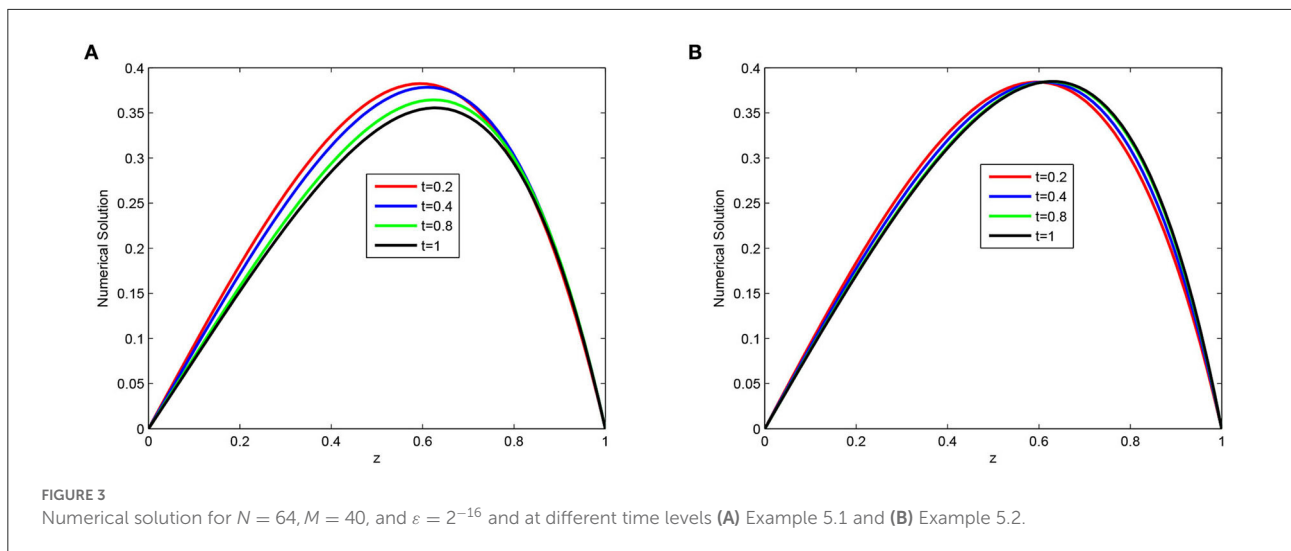 A
0.4
0.35
0.3
0.25
0.2
0.15
0.1
0.05
0
Numerical Solution
t=0.2
t=0.4
t=0.8
t=1
0 0.2 0.4 0.6 0.8 1
z
B
0.4
0.35
0.3
0.25
0.2
0.15
0.1
0.05
0
Numerical Solution
t=0.2
t=0.4
t=0.8
t=1
0 0.2 0.4 0.6 0.8 1
z
FIGURE 3
Numerical solution for N = 64, M = 40, and ε = 2⁻¹⁶ and at different time levels (A) Example 5.1 and (B) Example 5.2.